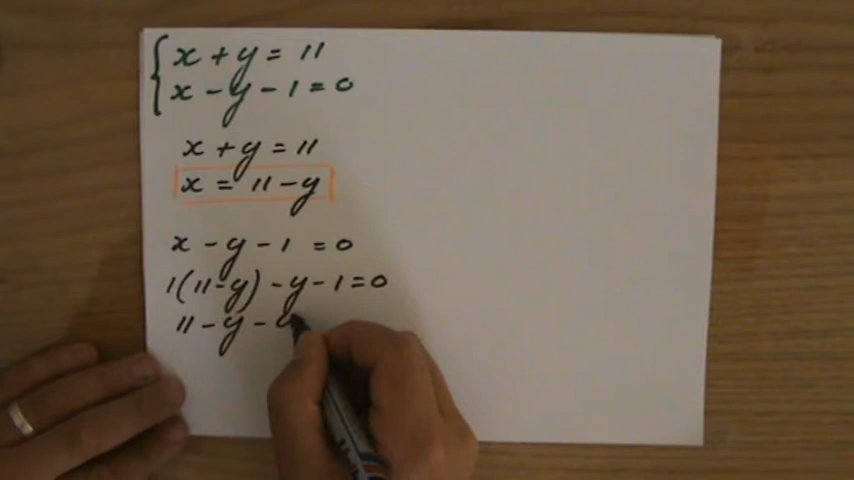 x + y = 11
x - y - 1 = 0
x + y = 11
x = 11 - y
x - y - 1 = 0
1(11-y) - y - 1 = 0
11 - y -